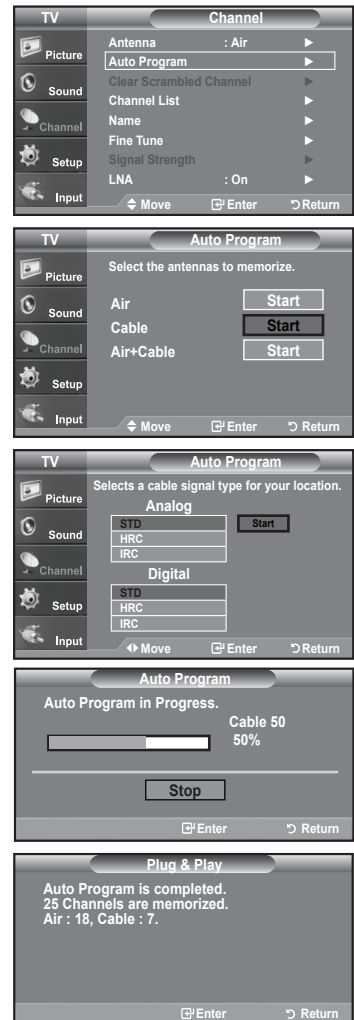 TV Channel
Picture
Sound
Channel
Setup
Input
Antenna : Air ►
Auto Program ►
Clear Scrambled Channel ►
Channel List ►
Name ►
Fine Tune ►
Signal Strength ►
LNA : On ►
Move Enter Return
TV Auto Program
Picture
Sound
Channel
Setup
Input
Select the antennas to memorize.
Air Start
Cable Start
Air+Cable Start
Move Enter Return
TV Auto Program
Picture
Sound
Channel
Setup
Input
Selects a cable signal type for your location.
Analog
STD Start
HRC
IRC
Digital
STD
HRC
IRC
Move Enter Return
Auto Program
Auto Program in Progress.
Cable 50
50%
Stop
Enter Return
Plug & Play
Auto Program is completed.
25 Channels are memorized.
Air : 18, Cable : 7.
Enter Return